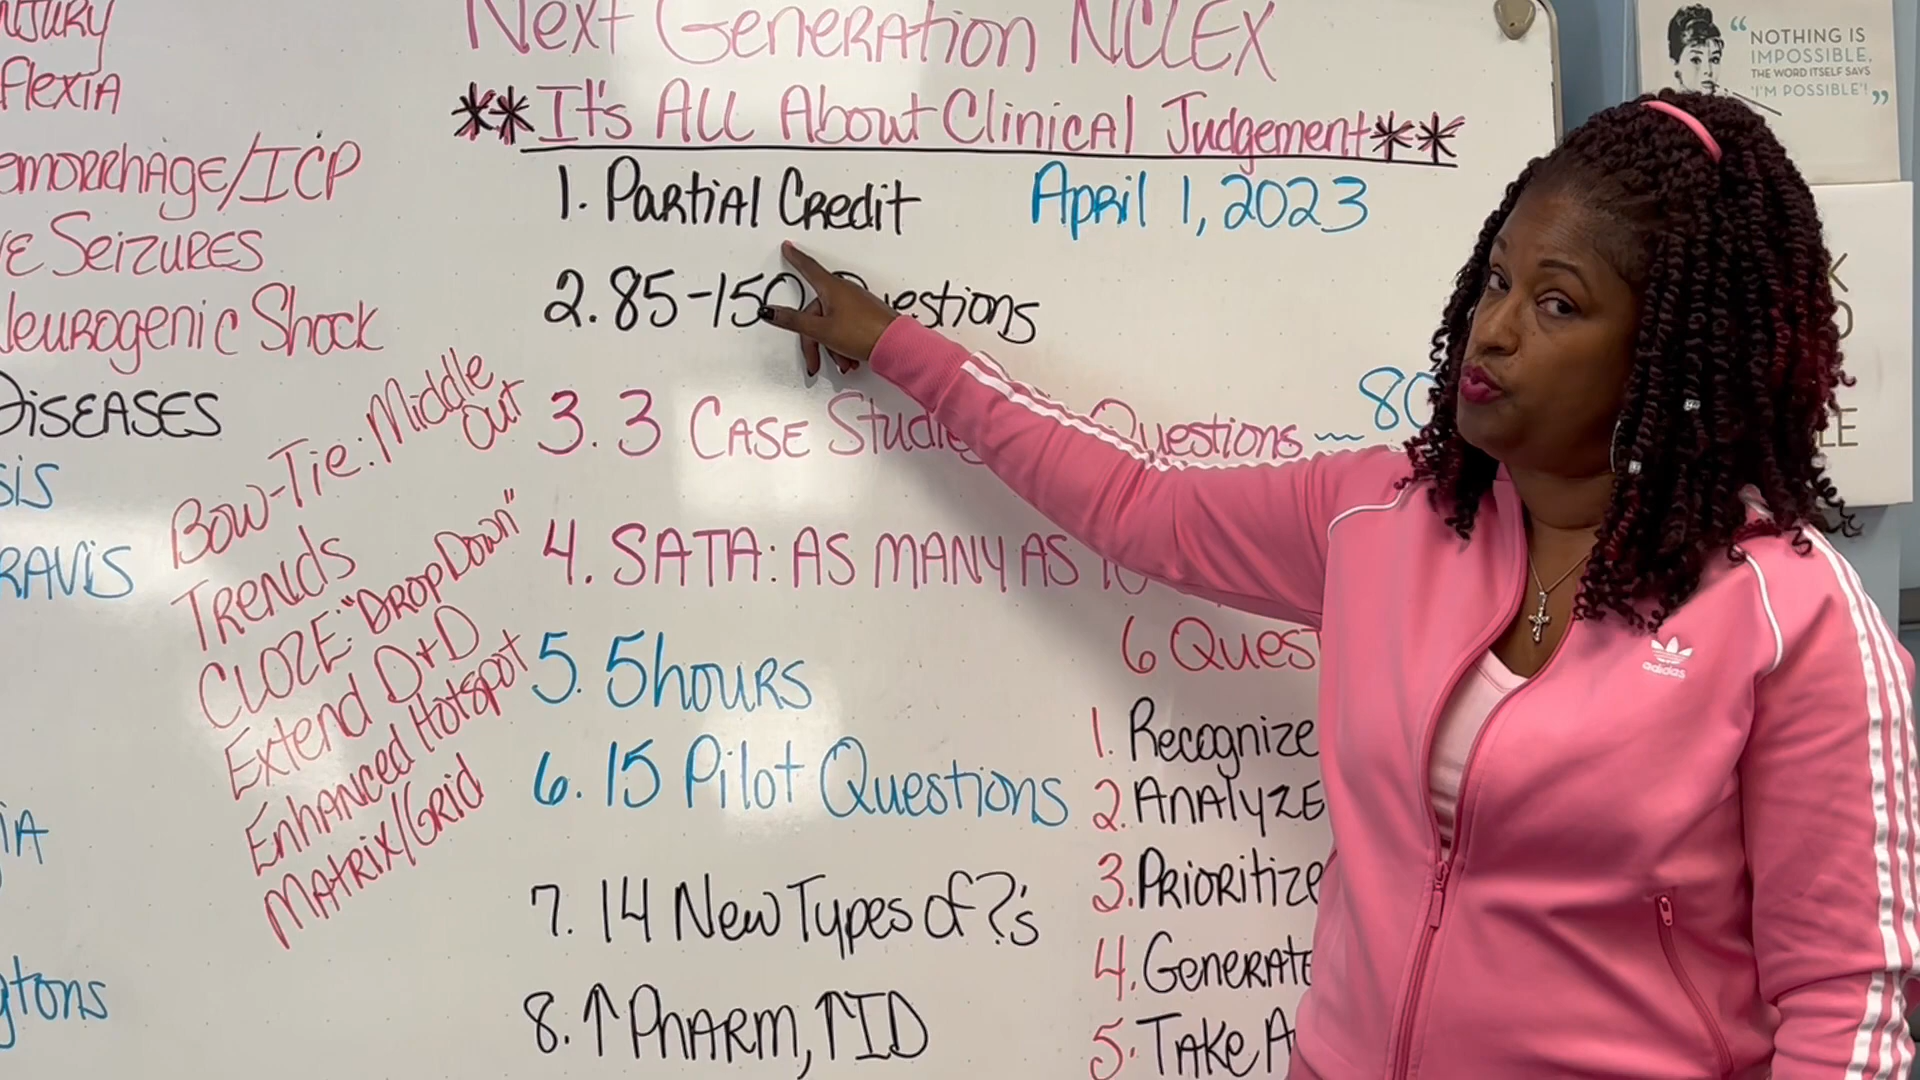 Next Generation NCLEX
**It's ALL About Clinical Judgement**
1. Partial Credit
April 1, 2023
2. 85-150 Questions
3. 3 Case Questions
4. SATA: AS MANY AS
5. 5hours
6. 15 Pilot Questions
7. 14 New Types of ?'s
8. ↑ Pharm, ↑ID
6
1. Recognize
2. Analyze
3. Prioritize
4. Generate
5. Take
Bow-Tie: Middle
Out
Trends
CLOZE: "Drop Down"
Extend D+D
Enhanced Hotspot
Matrix/Grid
/ICP
Seizures
Neurogenic Shock
DISEASES
"NOTHING IS
IMPOSSIBLE,
THE WORD ITSELF SAYS
'I'M POSSIBLE'!"
adidas